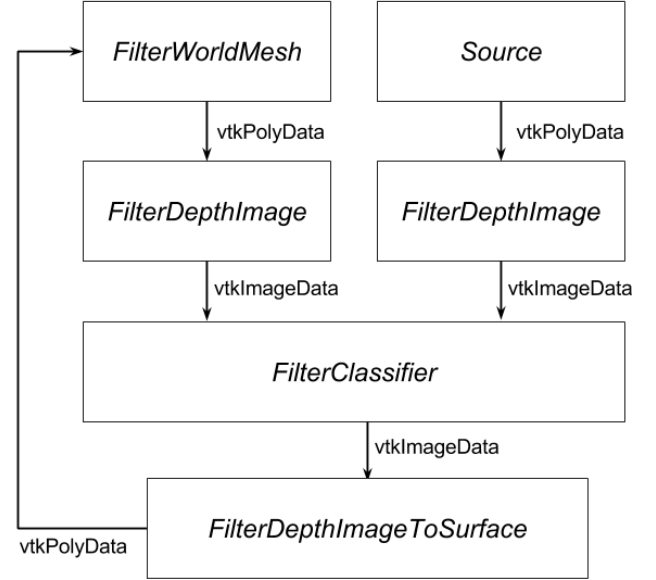 FilterWorldMesh
Source
vtkPolyData
vtkPolyData
FilterDepthImage
FilterDepthImage
vtkImageData
vtkImageData
FilterClassifier
vtkImageData
FilterDepthImageToSurface
vtkPolyData